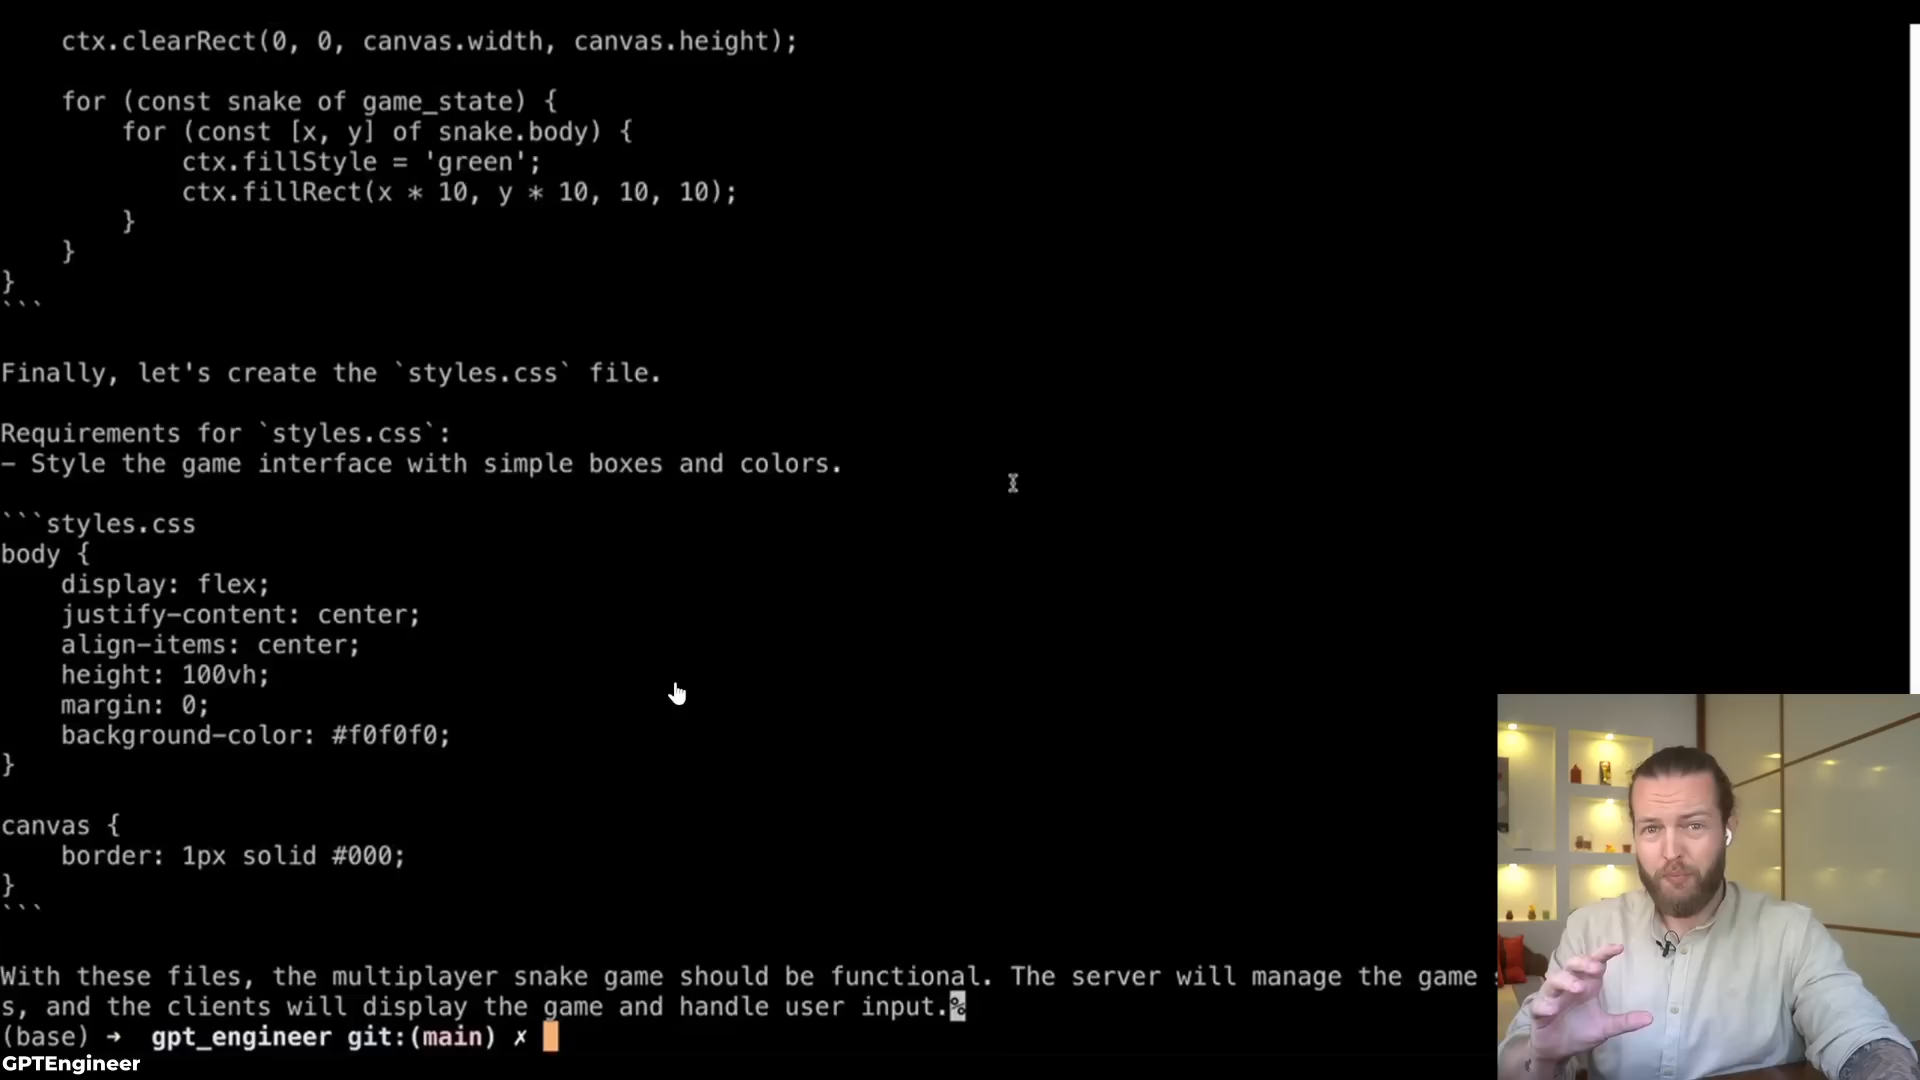 ctx.clearRect(0, 0, canvas.width, canvas.height);
for (const snake of game_state) {
for (const [x, y] of snake.body) {
ctx.fillStyle = 'green';
ctx.fillRect(x * 10, y * 10, 10, 10);
}
}
}
```
Finally, let's create the `styles.css` file.
Requirements for `styles.css`:
- Style the game interface with simple boxes and colors.
```styles.css
body {
display: flex;
justify-content: center;
align-items: center;
height: 100vh;
margin: 0;
background-color: #f0f0f0;
}
canvas {
border: 1px solid #000;
}
```
With these files, the multiplayer snake game should be functional. The server will manage the game
s, and the clients will display the game and handle user input.%
(base) → gpt_engineer git:(main) ✗
GPTEngineer